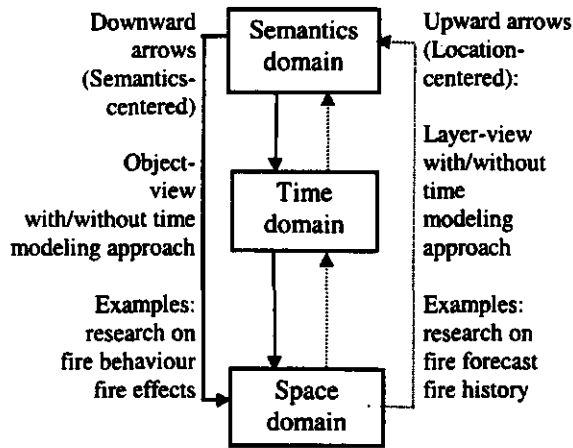 Downward
arrows
(Semantics-
centered)
Object-
view
with/without time
modeling approach
Examples:
research on
fire behaviour
fire effects
Semantics
domain
Time
domain
Space
domain
Upward arrows
(Location-
centered):
Layer-view
with/without
time
modeling
approach
Examples:
research on
fire forecast
fire history